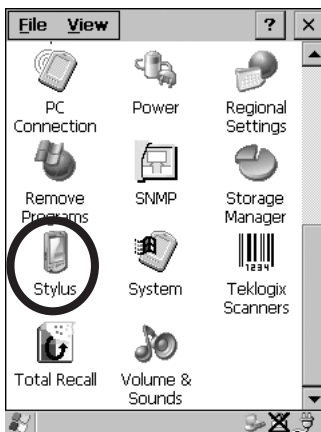 File View ? ×
PC Connection Power Regional Settings
Remove Programs SNMP Storage Manager
1234
Stylus System Teklogix Scanners
Total Recall Volume & Sounds